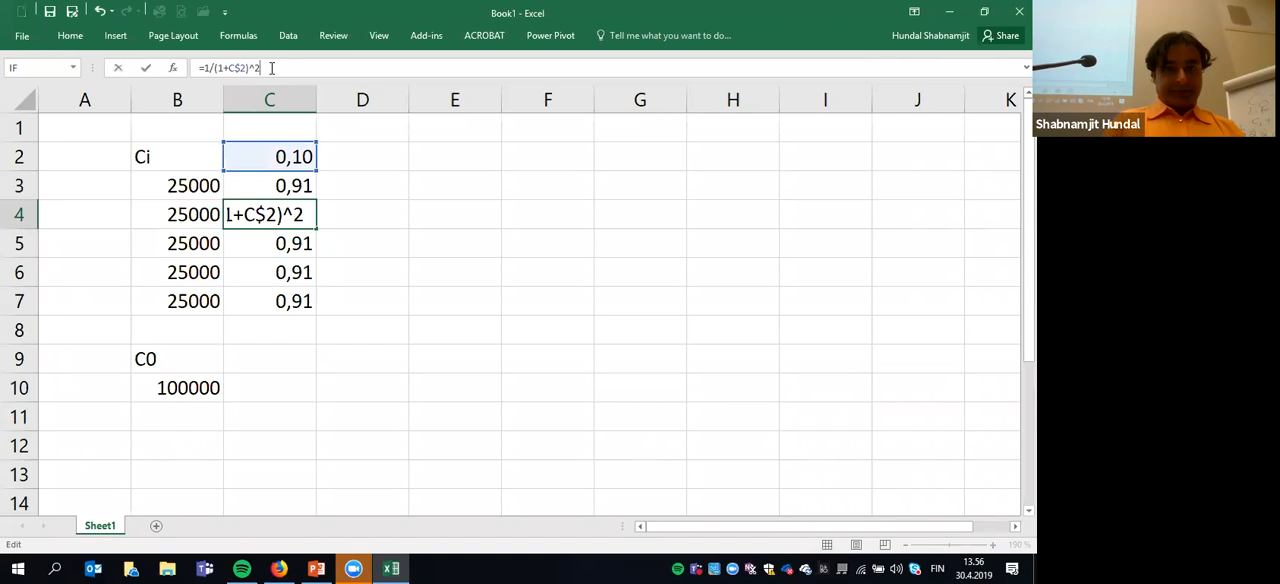 Book1 - Excel
File Home Insert Page Layout Formulas Data Review View Add-ins ACROBAT Power Pivot Tell me what you want to do... Hundal Shabnamjit Share
IF fx =1/(1+C$2)^2
A B C D E F G H I J K
1
2 Ci 0,10
3 25000 0,91
4 25000 1+C$2)^2
5 25000 0,91
6 25000 0,91
7 25000 0,91
8
9 C0
10 100000
11
12
13
14
Sheet1
Edit 190 %
FIN 13.56
30.4.2019
Shabnamjit Hundal